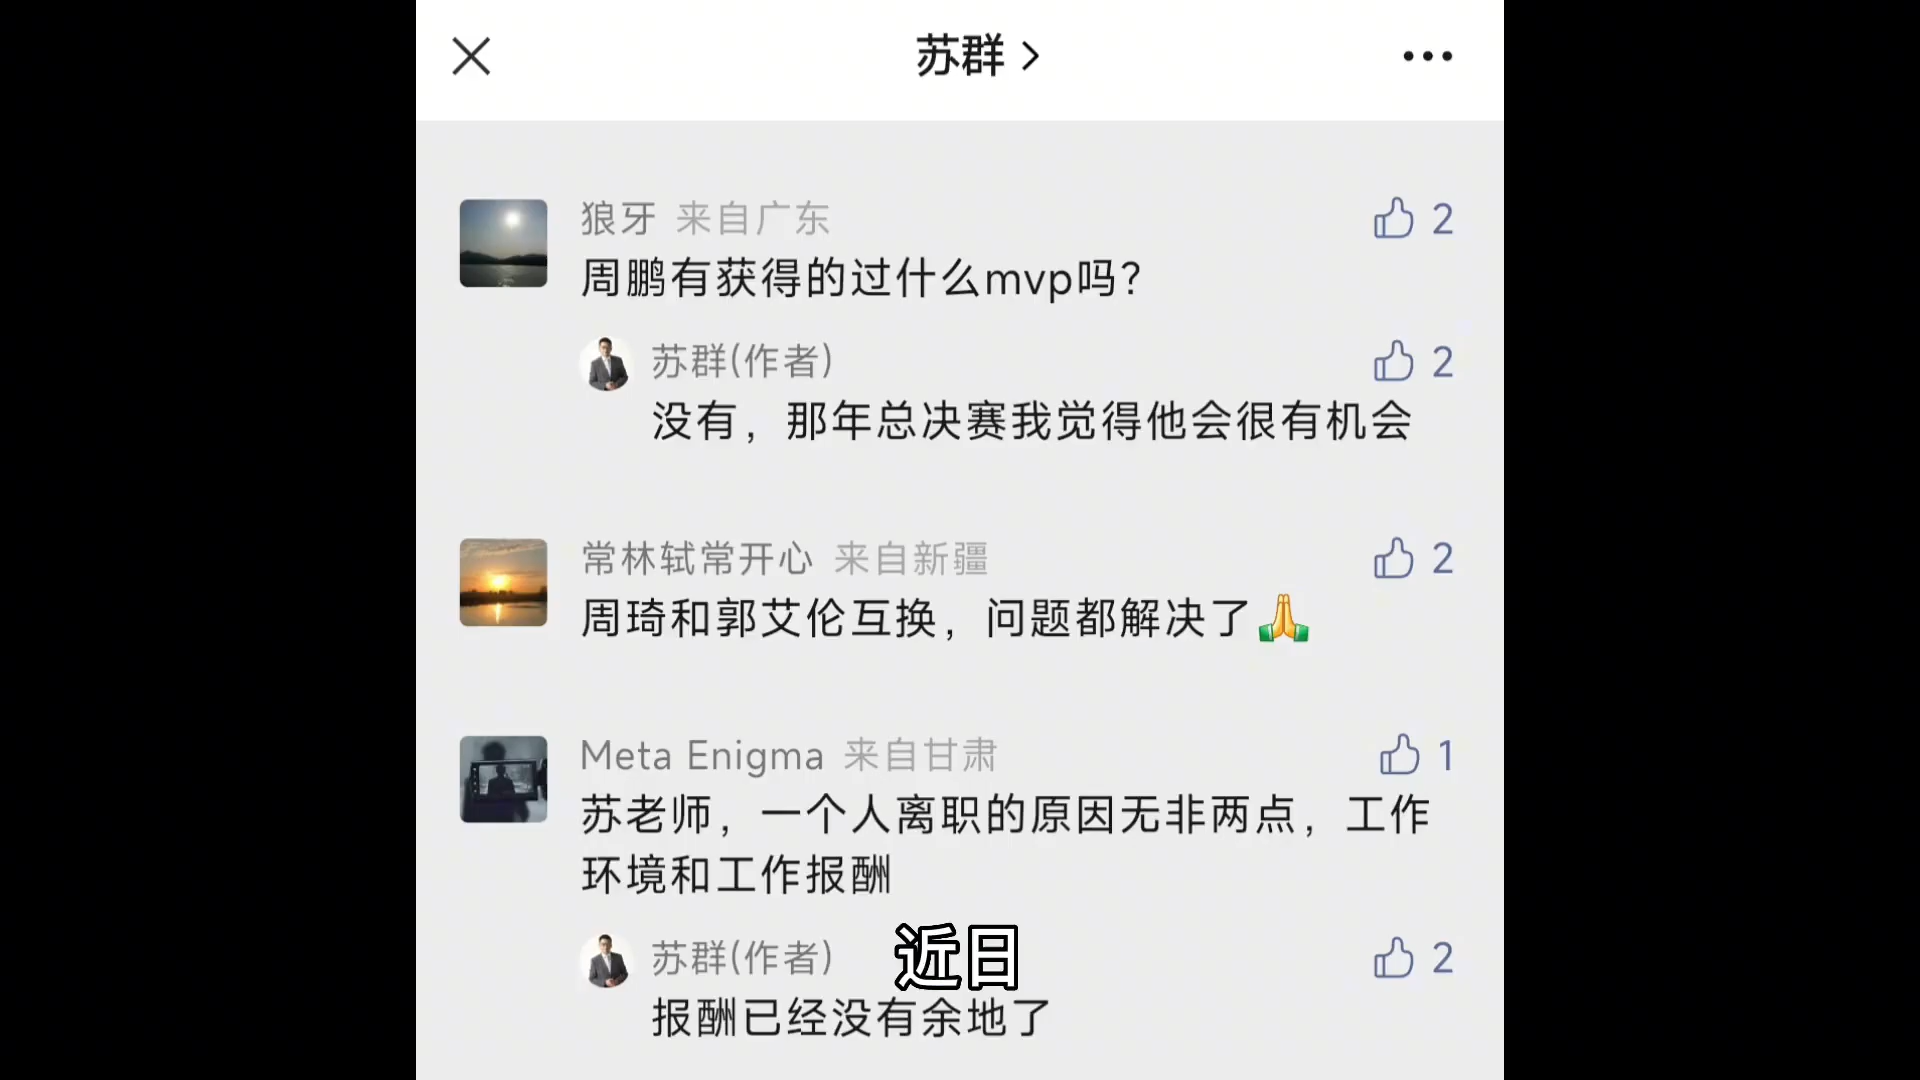 苏群
狼牙 来自广东 2
周鹏有获得的过什么mvp吗?
苏群(作者) 2
没有，那年总决赛我觉得他会很有机会
常林轼常开心 来自新疆 2
周琦和郭艾伦互换，问题都解决了🙏
Meta Enigma 来自甘肃 1
苏老师，一个人离职的原因无非两点，工作
环境和工作报酬
苏群(作者) 2
近日
报酬已经没有余地了